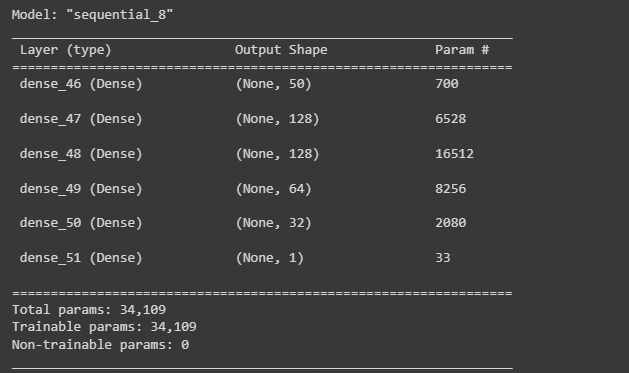 Model: "sequential_8"
_________________________________________________________________
Layer (type) Output Shape Param #
=================================================================
dense_46 (Dense) (None, 50) 700
dense_47 (Dense) (None, 128) 6528
dense_48 (Dense) (None, 128) 16512
dense_49 (Dense) (None, 64) 8256
dense_50 (Dense) (None, 32) 2080
dense_51 (Dense) (None, 1) 33
=================================================================
Total params: 34,109
Trainable params: 34,109
Non-trainable params: 0
_________________________________________________________________